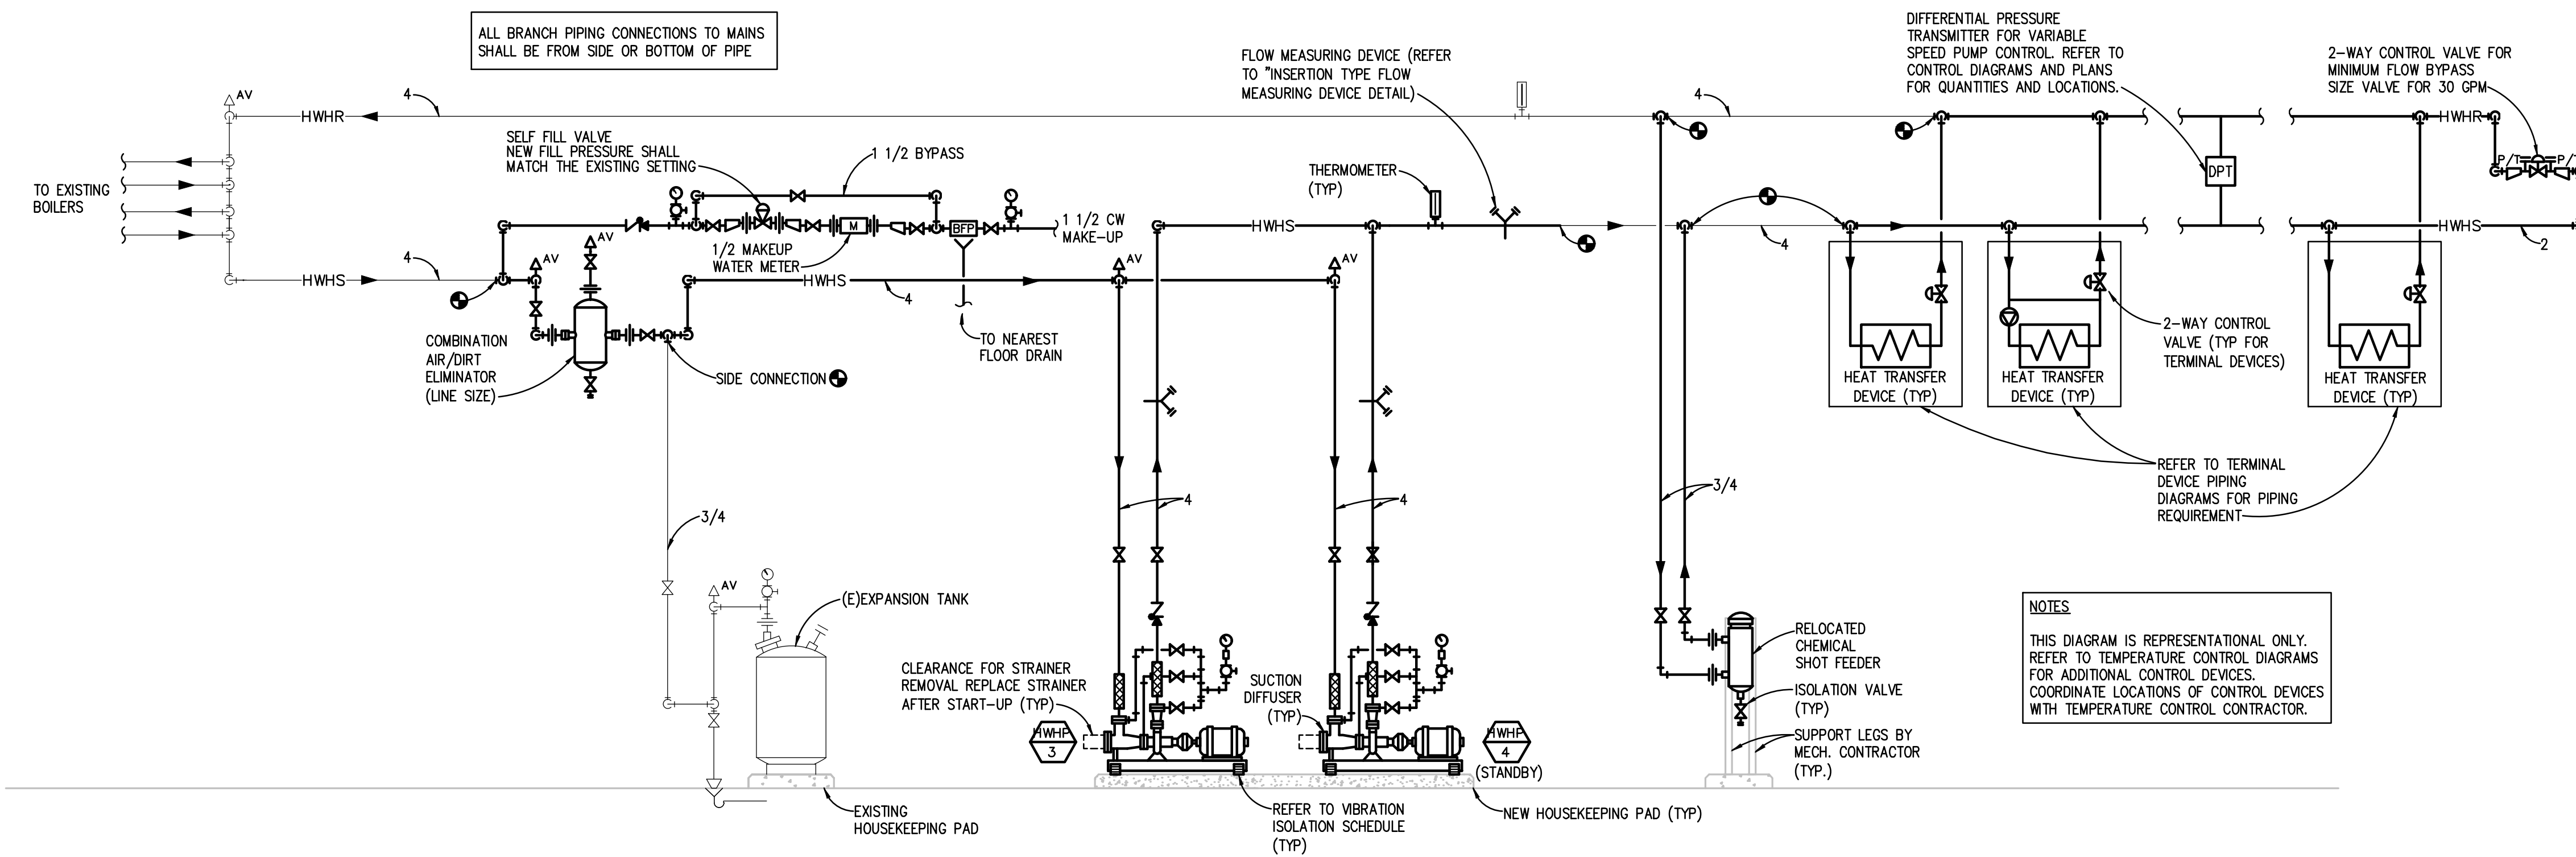 ALL BRANCH PIPING CONNECTIONS TO MAINS
SHALL BE FROM SIDE OR BOTTOM OF PIPE
FLOW MEASURING DEVICE (REFER
TO "INSERTION TYPE FLOW
MEASURING DEVICE DETAIL)
DIFFERENTIAL PRESSURE
TRANSMITTER FOR VARIABLE
SPEED PUMP CONTROL. REFER TO
CONTROL DIAGRAMS AND PLANS
FOR QUANTITIES AND LOCATIONS.
2-WAY CONTROL VALVE FOR
MINIMUM FLOW BYPASS
SIZE VALVE FOR 30 GPM
AV
HWHR
4
4
HWHR
P/T
P/T
SELF FILL VALVE
NEW FILL PRESSURE SHALL
MATCH THE EXISTING SETTING
1 1/2 BYPASS
THERMOMETER
(TYP)
DPT
TO EXISTING
BOILERS
M
BFP
1 1/2 CW
MAKE-UP
1/2 MAKEUP
WATER METER
HWHS
4
HWHS
2
AV
AV
4
HWHS
HWHS
4
AV
AV
TO NEAREST
FLOOR DRAIN
COMBINATION
AIR/DIRT
ELIMINATOR
(LINE SIZE)
SIDE CONNECTION
2-WAY CONTROL
VALVE (TYP FOR
TERMINAL DEVICES)
HEAT TRANSFER
DEVICE (TYP)
HEAT TRANSFER
DEVICE (TYP)
HEAT TRANSFER
DEVICE (TYP)
REFER TO TERMINAL
DEVICE PIPING
DIAGRAMS FOR PIPING
REQUIREMENT
3/4
4
4
3/4
AV
(E)EXPANSION TANK
CLEARANCE FOR STRAINER
REMOVAL REPLACE STRAINER
AFTER START-UP (TYP)
SUCTION
DIFFUSER
(TYP)
HWHP
3
HWHP
4
(STANDBY)
RELOCATED
CHEMICAL
SHOT FEEDER
ISOLATION VALVE
(TYP)
SUPPORT LEGS BY
MECH. CONTRACTOR
(TYP.)
NOTES
THIS DIAGRAM IS REPRESENTATIONAL ONLY.
REFER TO TEMPERATURE CONTROL DIAGRAMS
FOR ADDITIONAL CONTROL DEVICES.
COORDINATE LOCATIONS OF CONTROL DEVICES
WITH TEMPERATURE CONTROL CONTRACTOR.
EXISTING
HOUSEKEEPING PAD
REFER TO VIBRATION
ISOLATION SCHEDULE
(TYP)
NEW HOUSEKEEPING PAD (TYP)